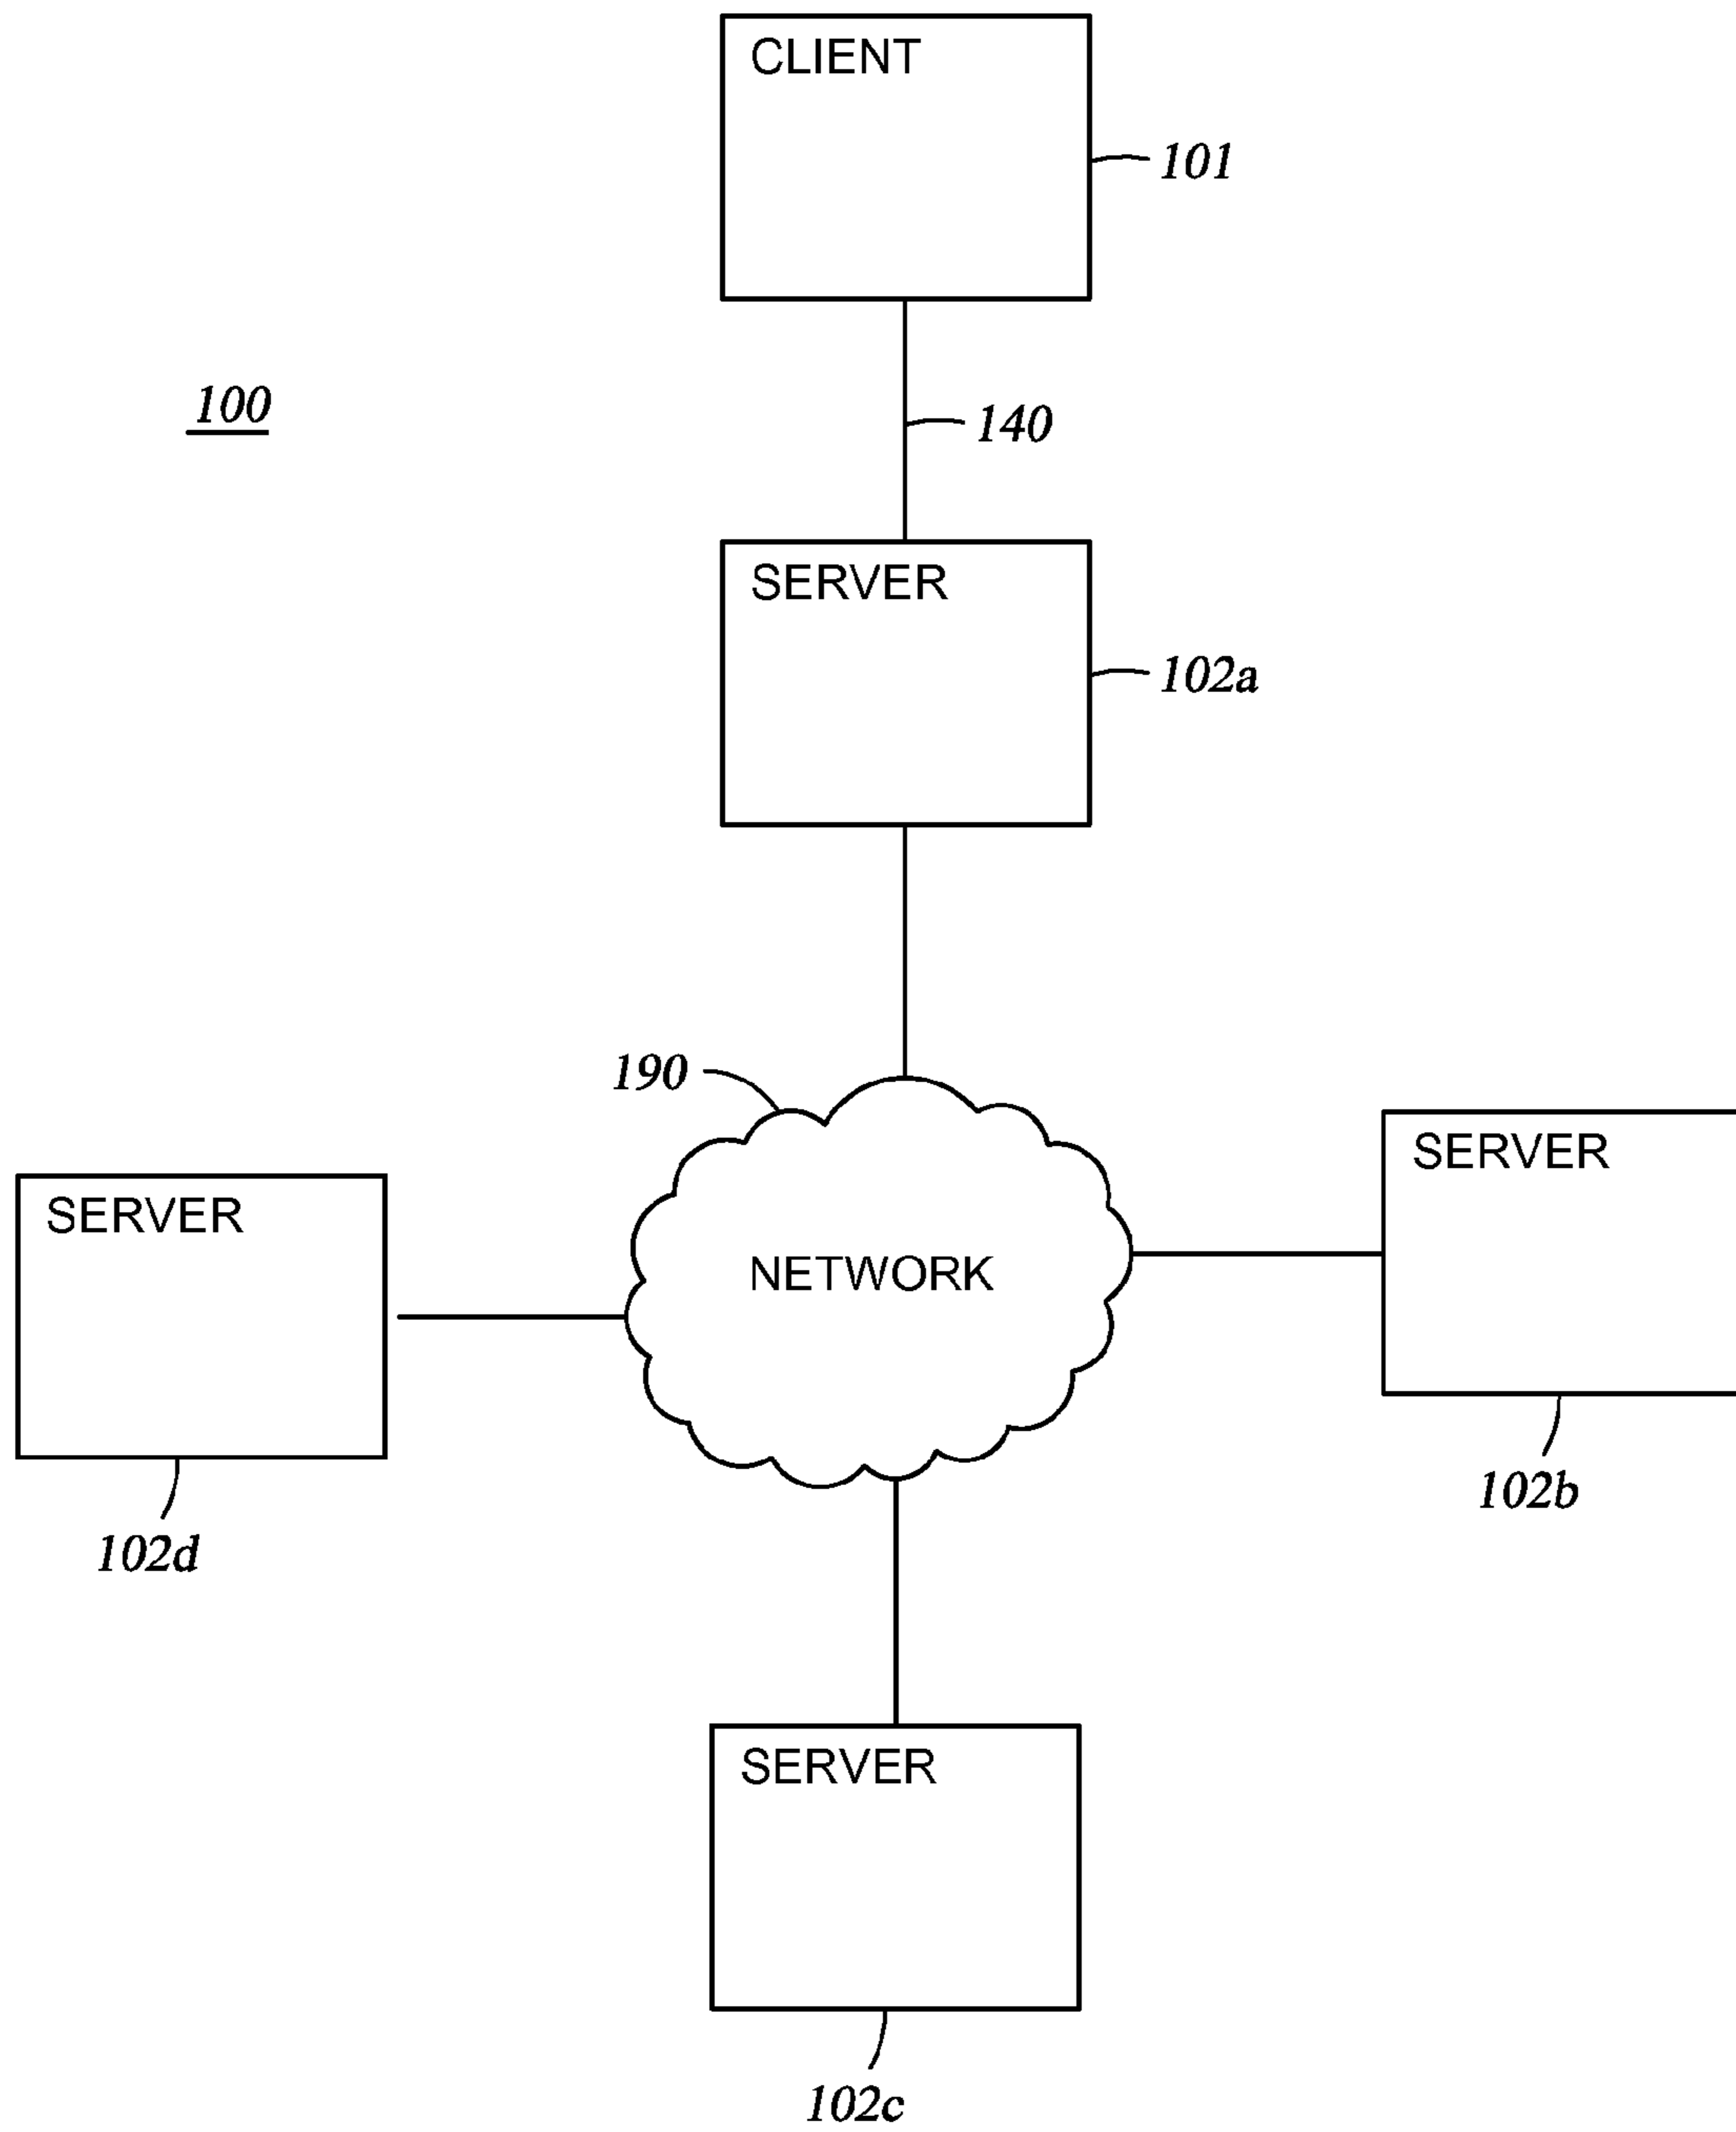 CLIENT
101
100
140
SERVER
102a
190
SERVER
SERVER
NETWORK
102b
102d
SERVER
102c